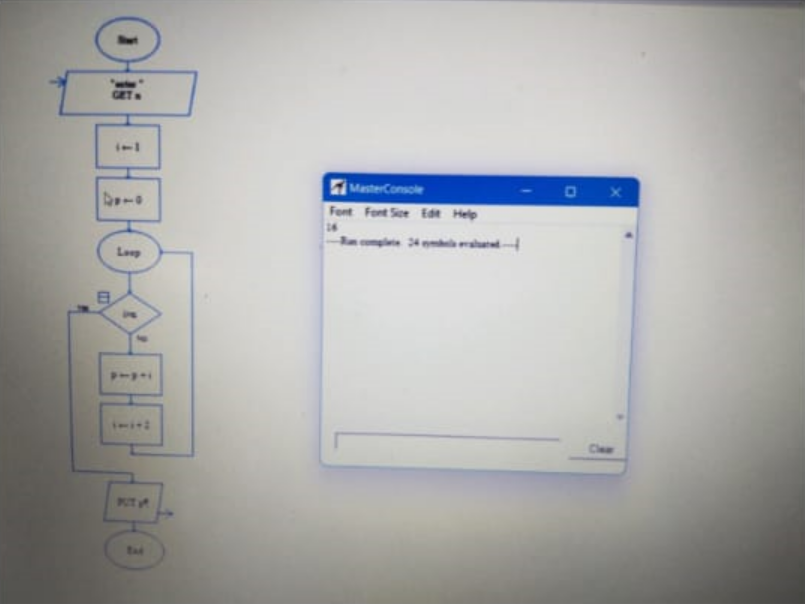 Start
"enter "
GET n
i ← 1
p ← 0
Loop
Yes
i>n
No
p ← p + i
i ← i + 2
PUT p¶
End
MasterConsole
Font Font Size Edit Help
16
----Run complete. 24 symbols evaluated.----
Clear